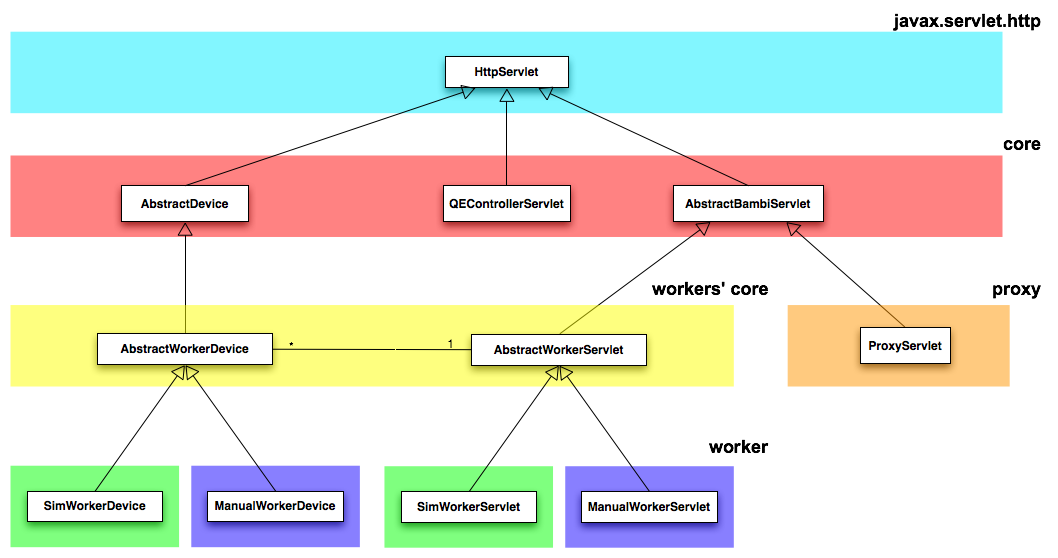 javax.servlet.http
HttpServlet
core
AbstractDevice
QEControllerServlet
AbstractBambiServlet
workers' core
proxy
AbstractWorkerDevice
*
1
AbstractWorkerServlet
ProxyServlet
worker
SimWorkerDevice
ManualWorkerDevice
SimWorkerServlet
ManualWorkerServlet